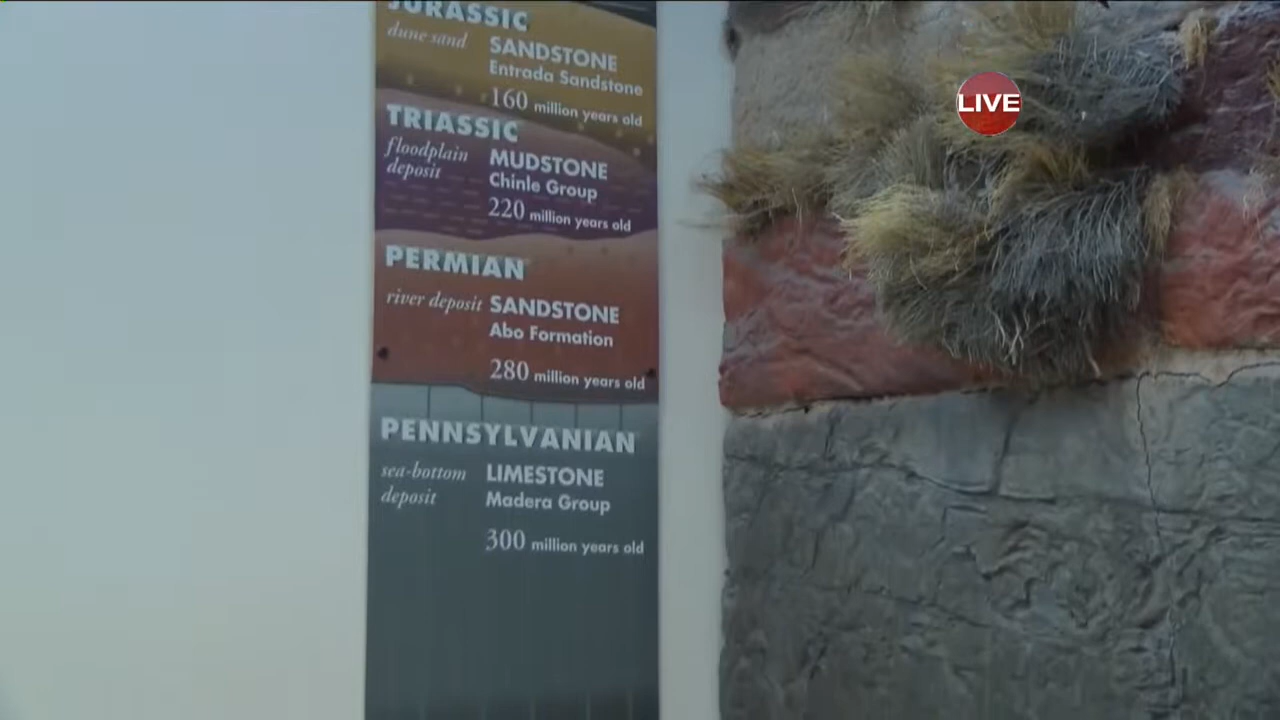 JURASSIC
dune sand
SANDSTONE
Entrada Sandstone
160 million years old
TRIASSIC
floodplain
deposit
MUDSTONE
Chinle Group
220 million years old
PERMIAN
river deposit
SANDSTONE
Abo Formation
280 million years old
PENNSYLVANIAN
sea-bottom
deposit
LIMESTONE
Madera Group
300 million years old
LIVE